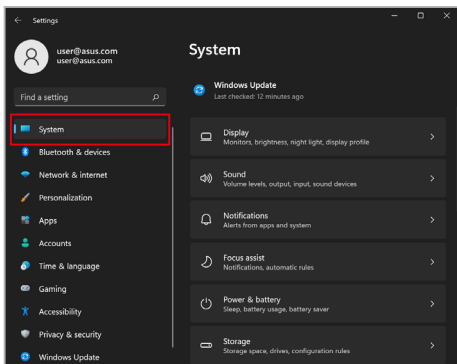 Settings
user@asus.com
user@asus.com
Find a setting
System
Bluetooth & devices
Network & internet
Personalization
Apps
Accounts
Time & language
Gaming
Accessibility
Privacy & security
Windows Update
System
Windows Update
Last checked: 12 minutes ago
Display
Monitors, brightness, night light, display profile
Sound
Volume levels, output, input, sound devices
Notifications
Alerts from apps and system
Focus assist
Notifications, automatic rules
Power & battery
Sleep, battery usage, battery saver
Storage
Storage space, drives, configuration rules